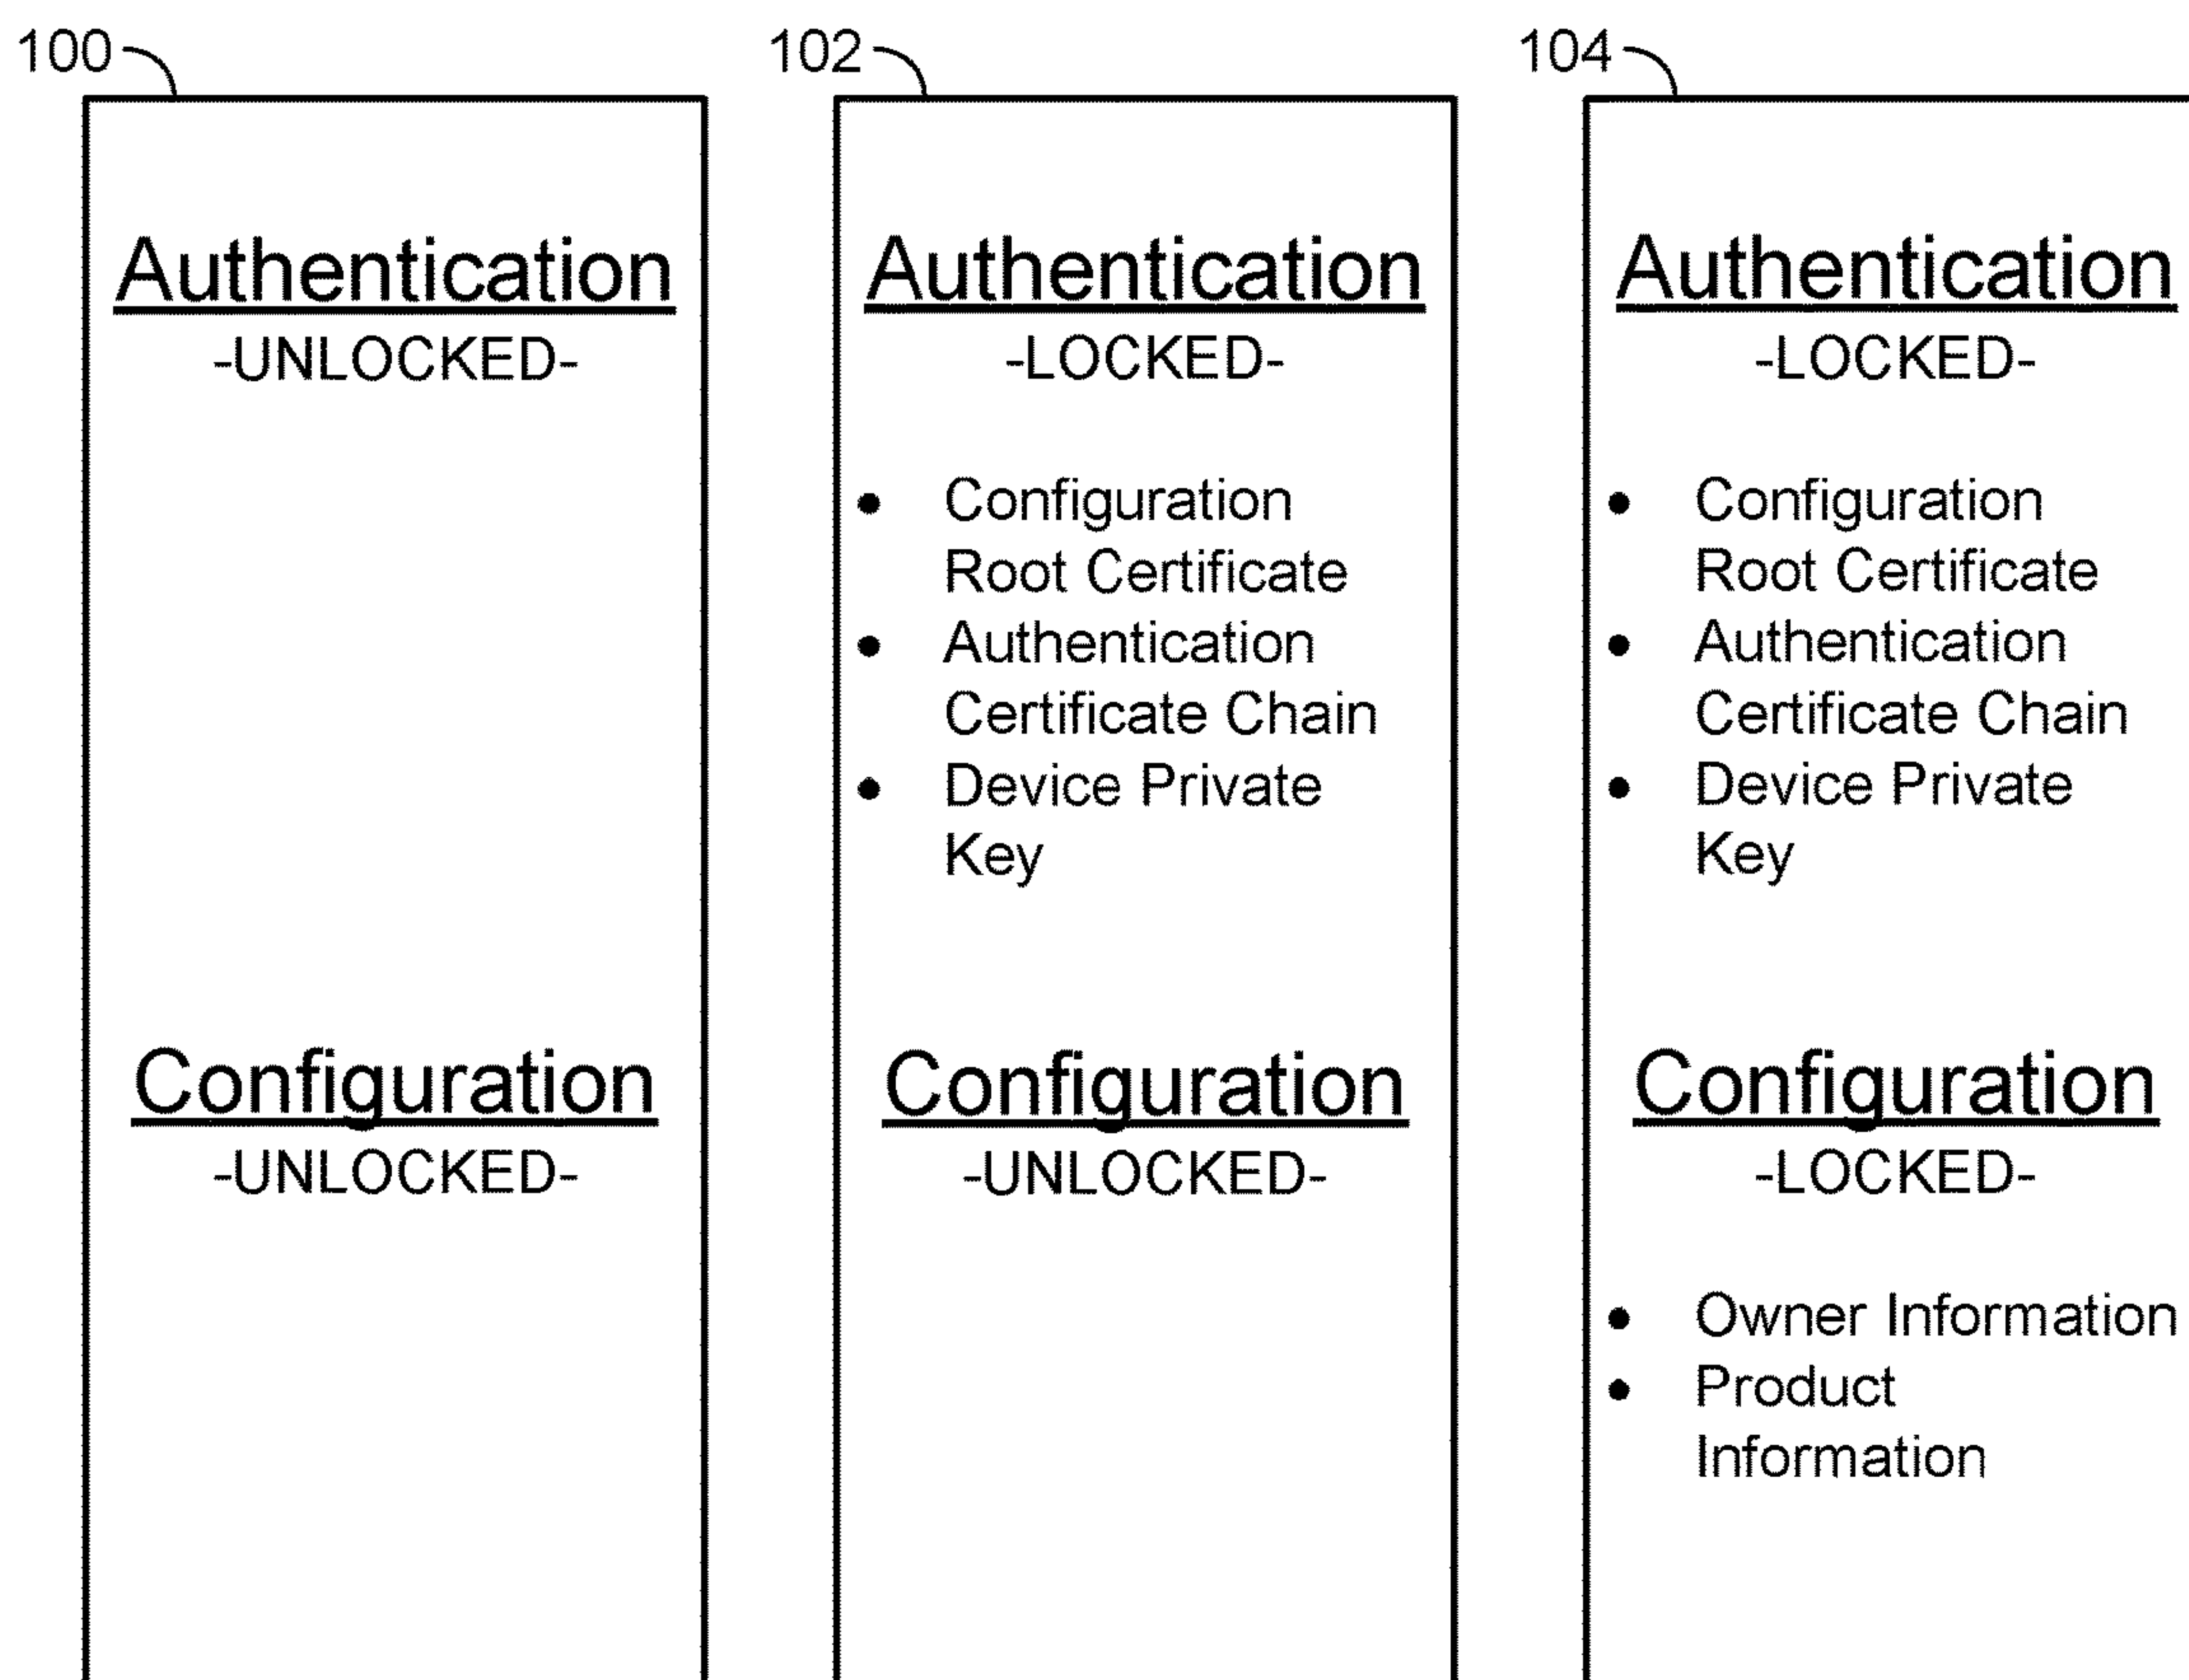 100
Authentication
-UNLOCKED-
Configuration
-UNLOCKED-
102
Authentication
-LOCKED-
• Configuration
Root Certificate
• Authentication
Certificate Chain
• Device Private
Key
Configuration
-UNLOCKED-
104
Authentication
-LOCKED-
• Configuration
Root Certificate
• Authentication
Certificate Chain
• Device Private
Key
Configuration
-LOCKED-
• Owner Information
• Product
Information